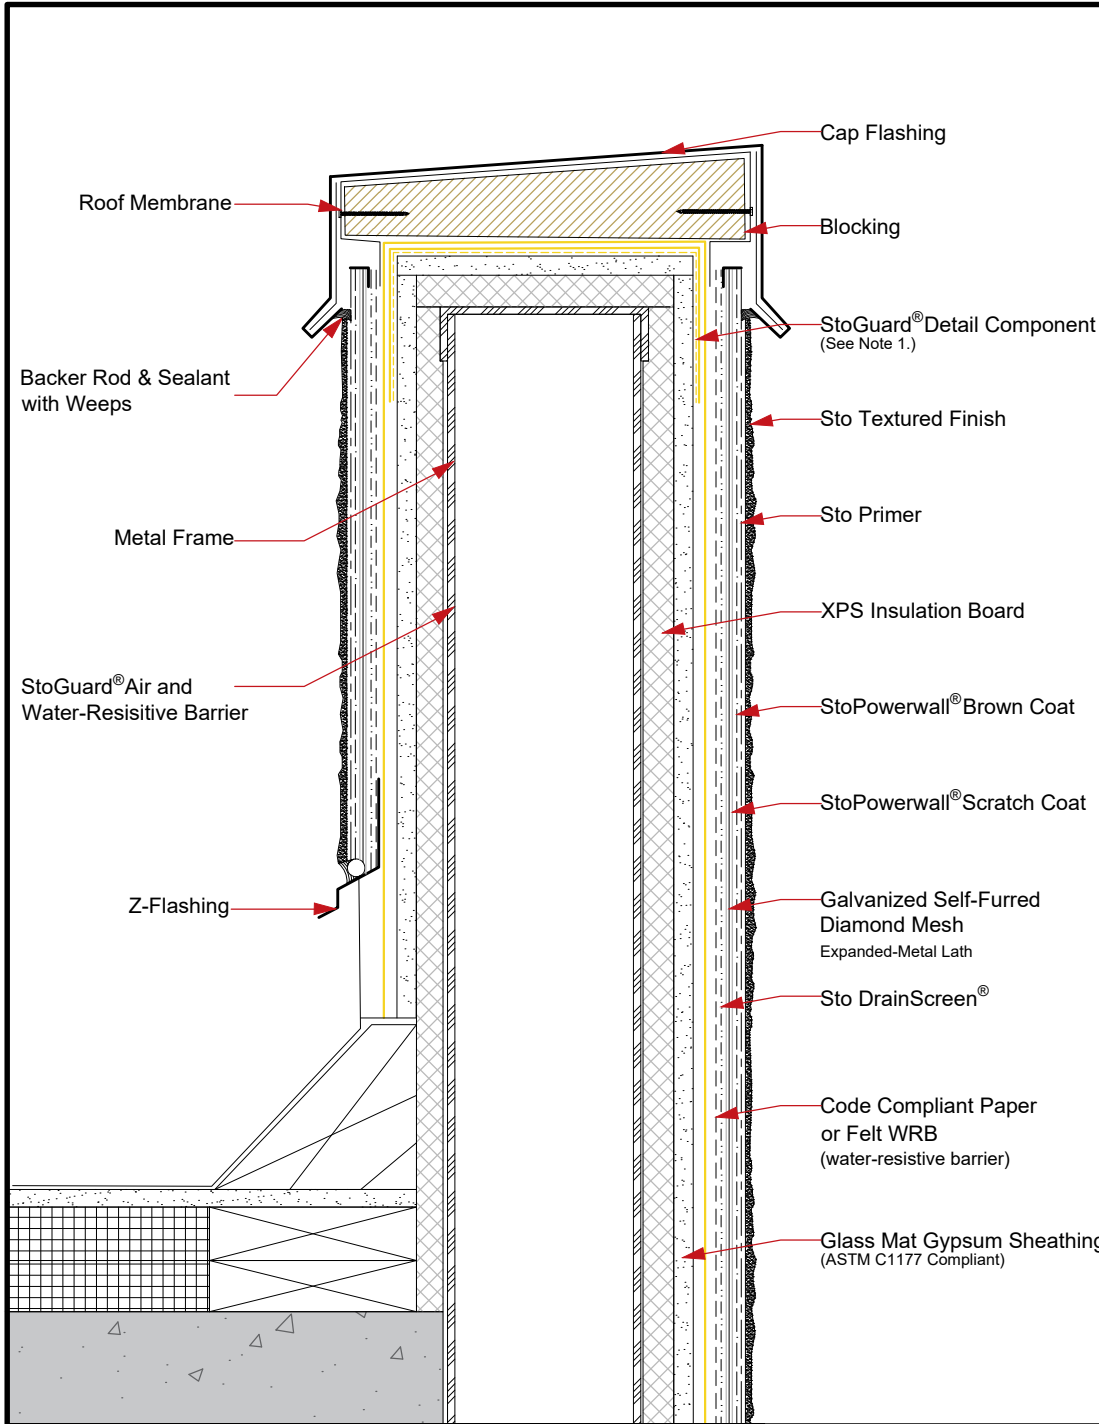 Cap Flashing
Roof Membrane
Blocking
StoGuard® Detail Component
(See Note 1.)
Backer Rod & Sealant
with Weeps
Sto Textured Finish
Sto Primer
Metal Frame
XPS Insulation Board
StoGuard® Air and
Water-Resisitive Barrier
StoPowerwall® Brown Coat
StoPowerwall® Scratch Coat
Z-Flashing
Galvanized Self-Furred
Diamond Mesh
Expanded-Metal Lath
Sto DrainScreen®
Code Compliant Paper
or Felt WRB
(water-resistive barrier)
Glass Mat Gypsum Sheathing
(ASTM C1177 Compliant)